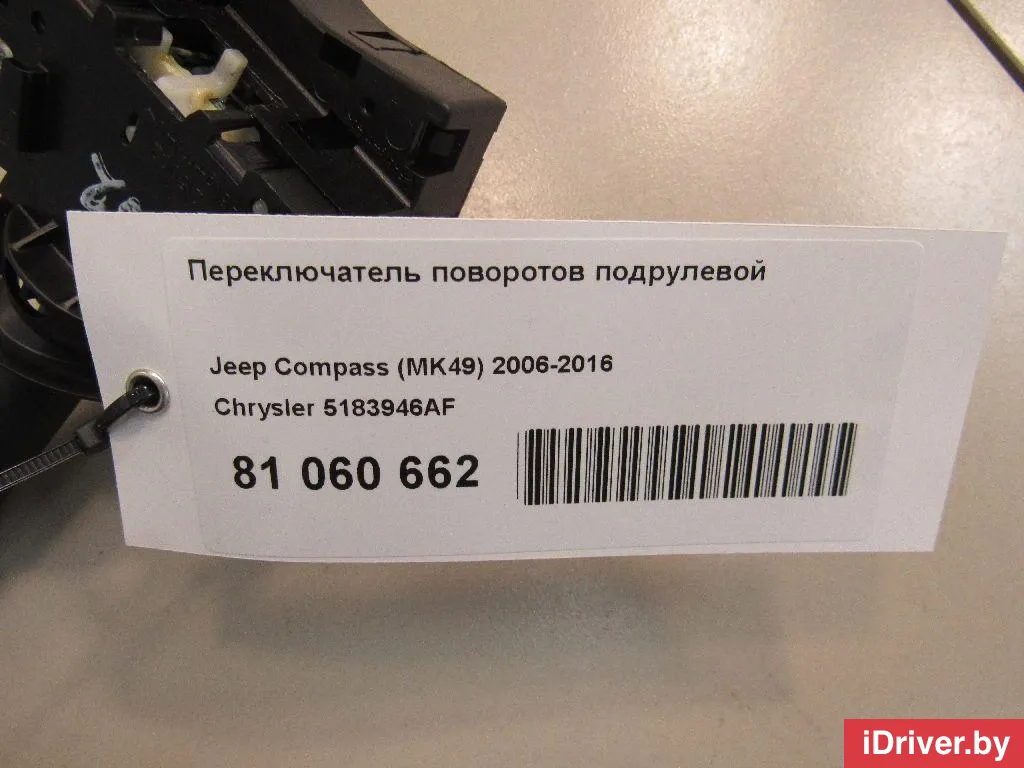 Переключатель поворотов подрулевой
Jeep Compass (MK49) 2006-2016
Chrysler 5183946AF
81 060 662
iDriver.by